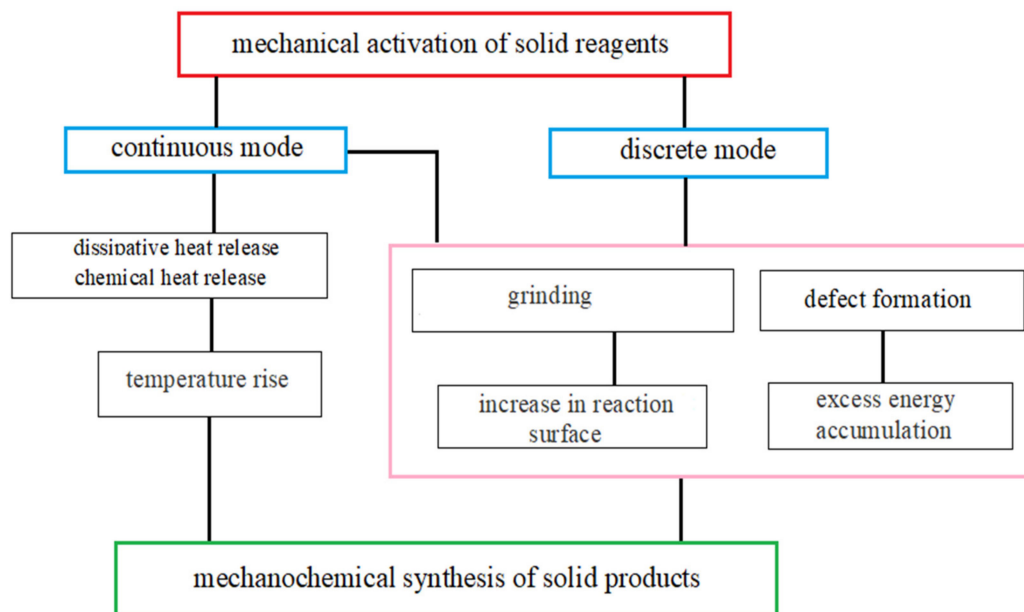 mechanical activation of solid reagents
continuous mode
discrete mode
dissipative heat release
chemical heat release
grinding
defect formation
temperature rise
increase in reaction
surface
excess energy
accumulation
mechanochemical synthesis of solid products